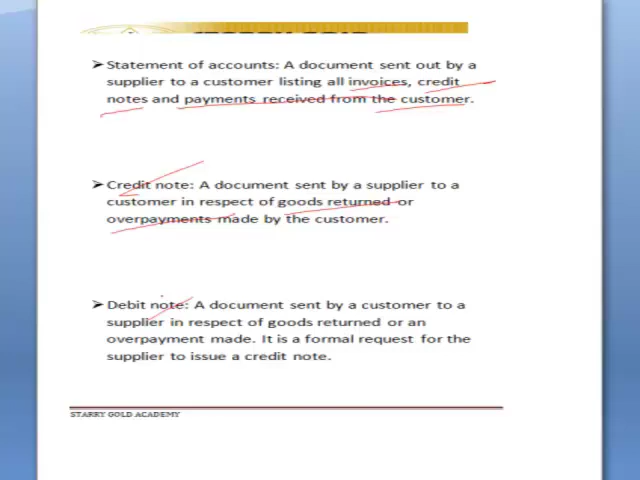 STARRY GOLD
➢ Statement of accounts: A document sent out by a
supplier to a customer listing all invoices, credit
notes and payments received from the customer.
➢ Credit note: A document sent by a supplier to a
customer in respect of goods returned or
overpayments made by the customer.
➢ Debit note: A document sent by a customer to a
supplier in respect of goods returned or an
overpayment made. It is a formal request for the
supplier to issue a credit note.
STARRY GOLD ACADEMY